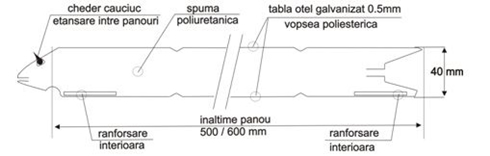 cheder cauciuc
etansare intre panouri
spuma
poliuretanica
tabla otel galvanizat 0.5mm
vopsea poliesterica
40 mm
inaltime panou
500 / 600 mm
ranforsare
interioara
ranforsare
interioara